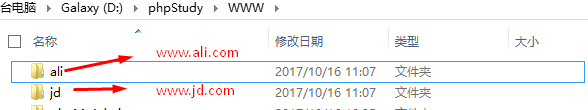 台电脑 › Galaxy (D:) › phpStudy › WWW ›
名称 修改日期 类型
www.ali.com
ali 2017/10/16 11:07 文件夹
jd www.jd.com 2017/10/16 11:07 文件夹